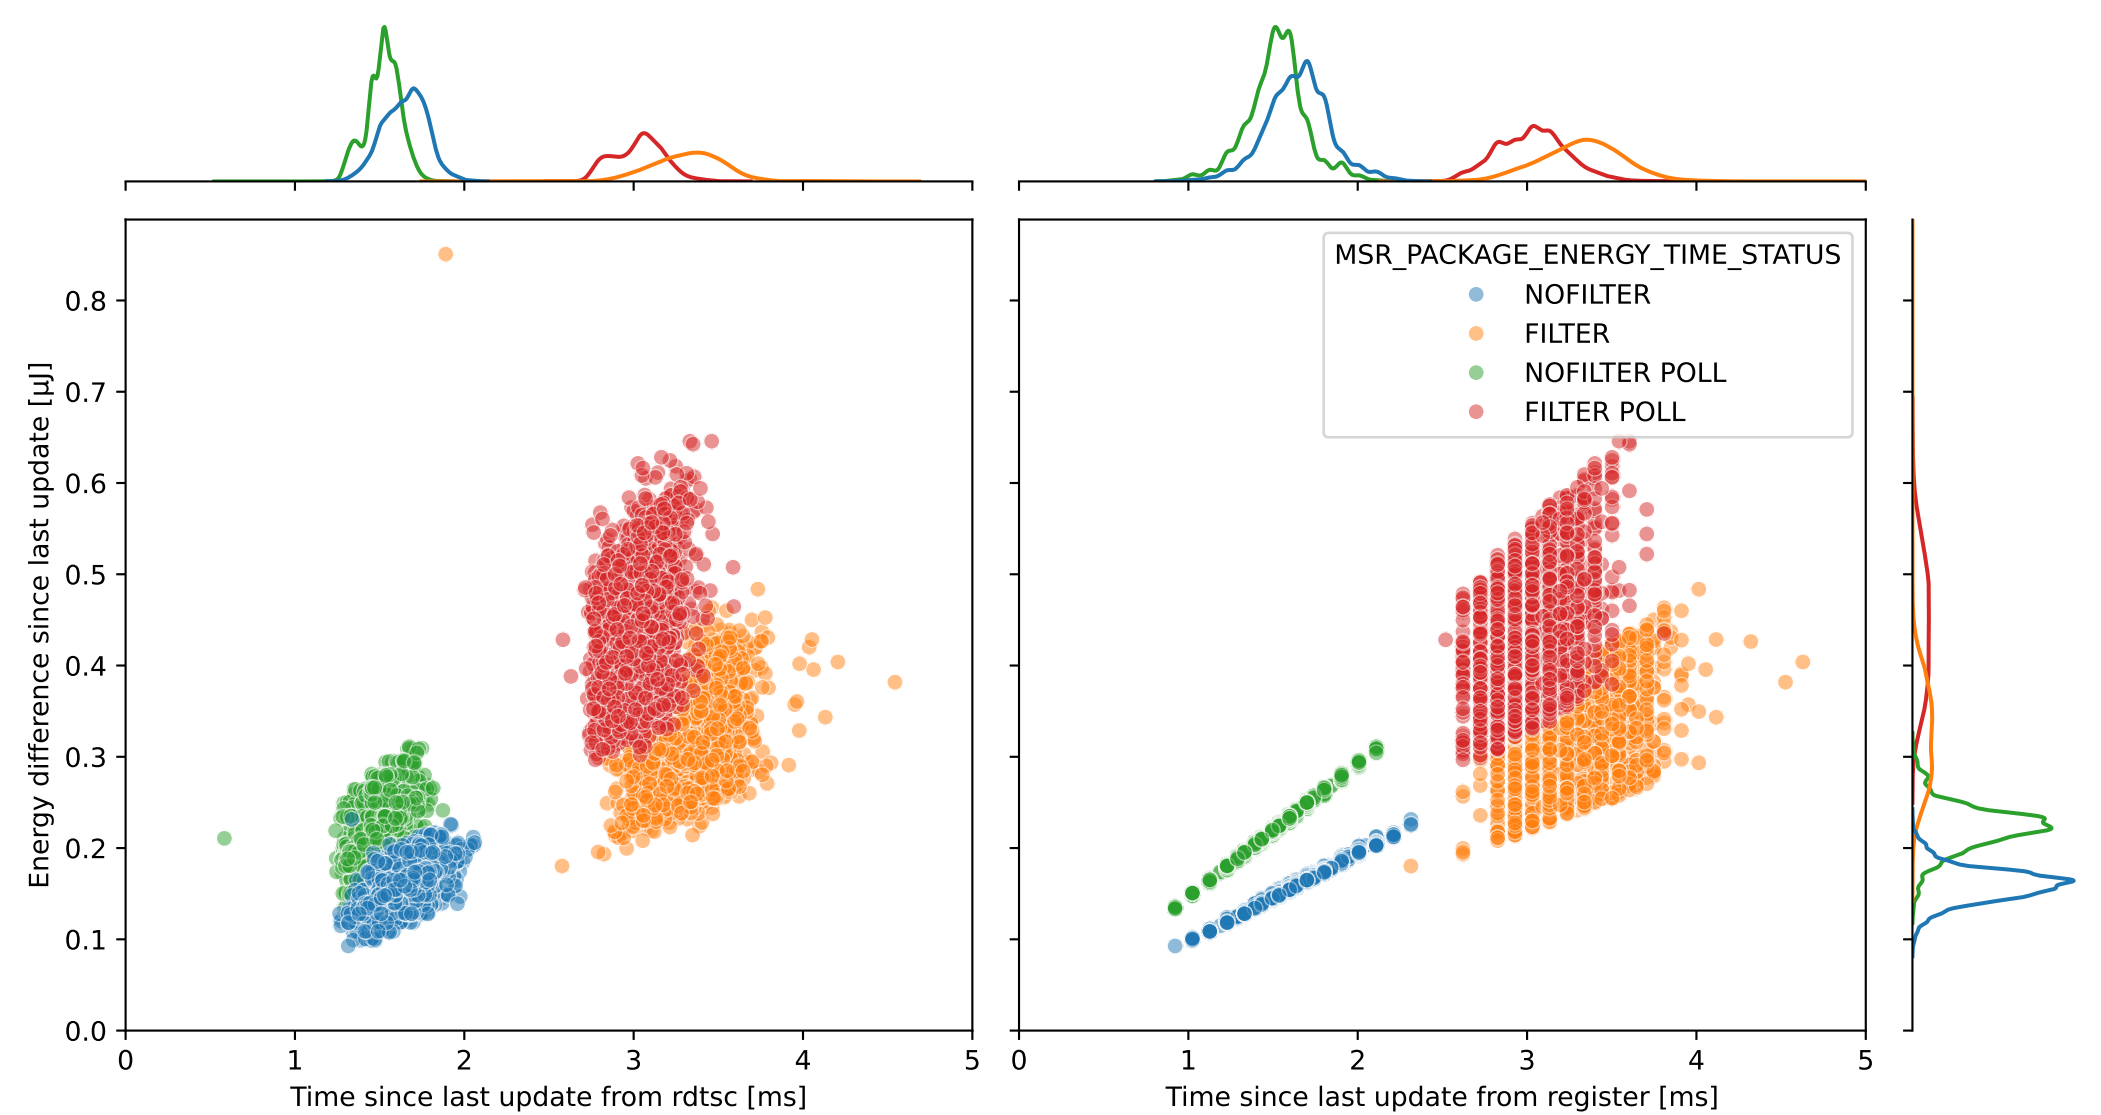 Energy difference since last update [µJ]
0.8
0.7
0.6
0.5
0.4
0.3
0.2
0.1
0.0
0 1 2 3 4 5
Time since last update from rdtsc [ms]
MSR_PACKAGE_ENERGY_TIME_STATUS
NOFILTER
FILTER
NOFILTER POLL
FILTER POLL
0 1 2 3 4 5
Time since last update from register [ms]